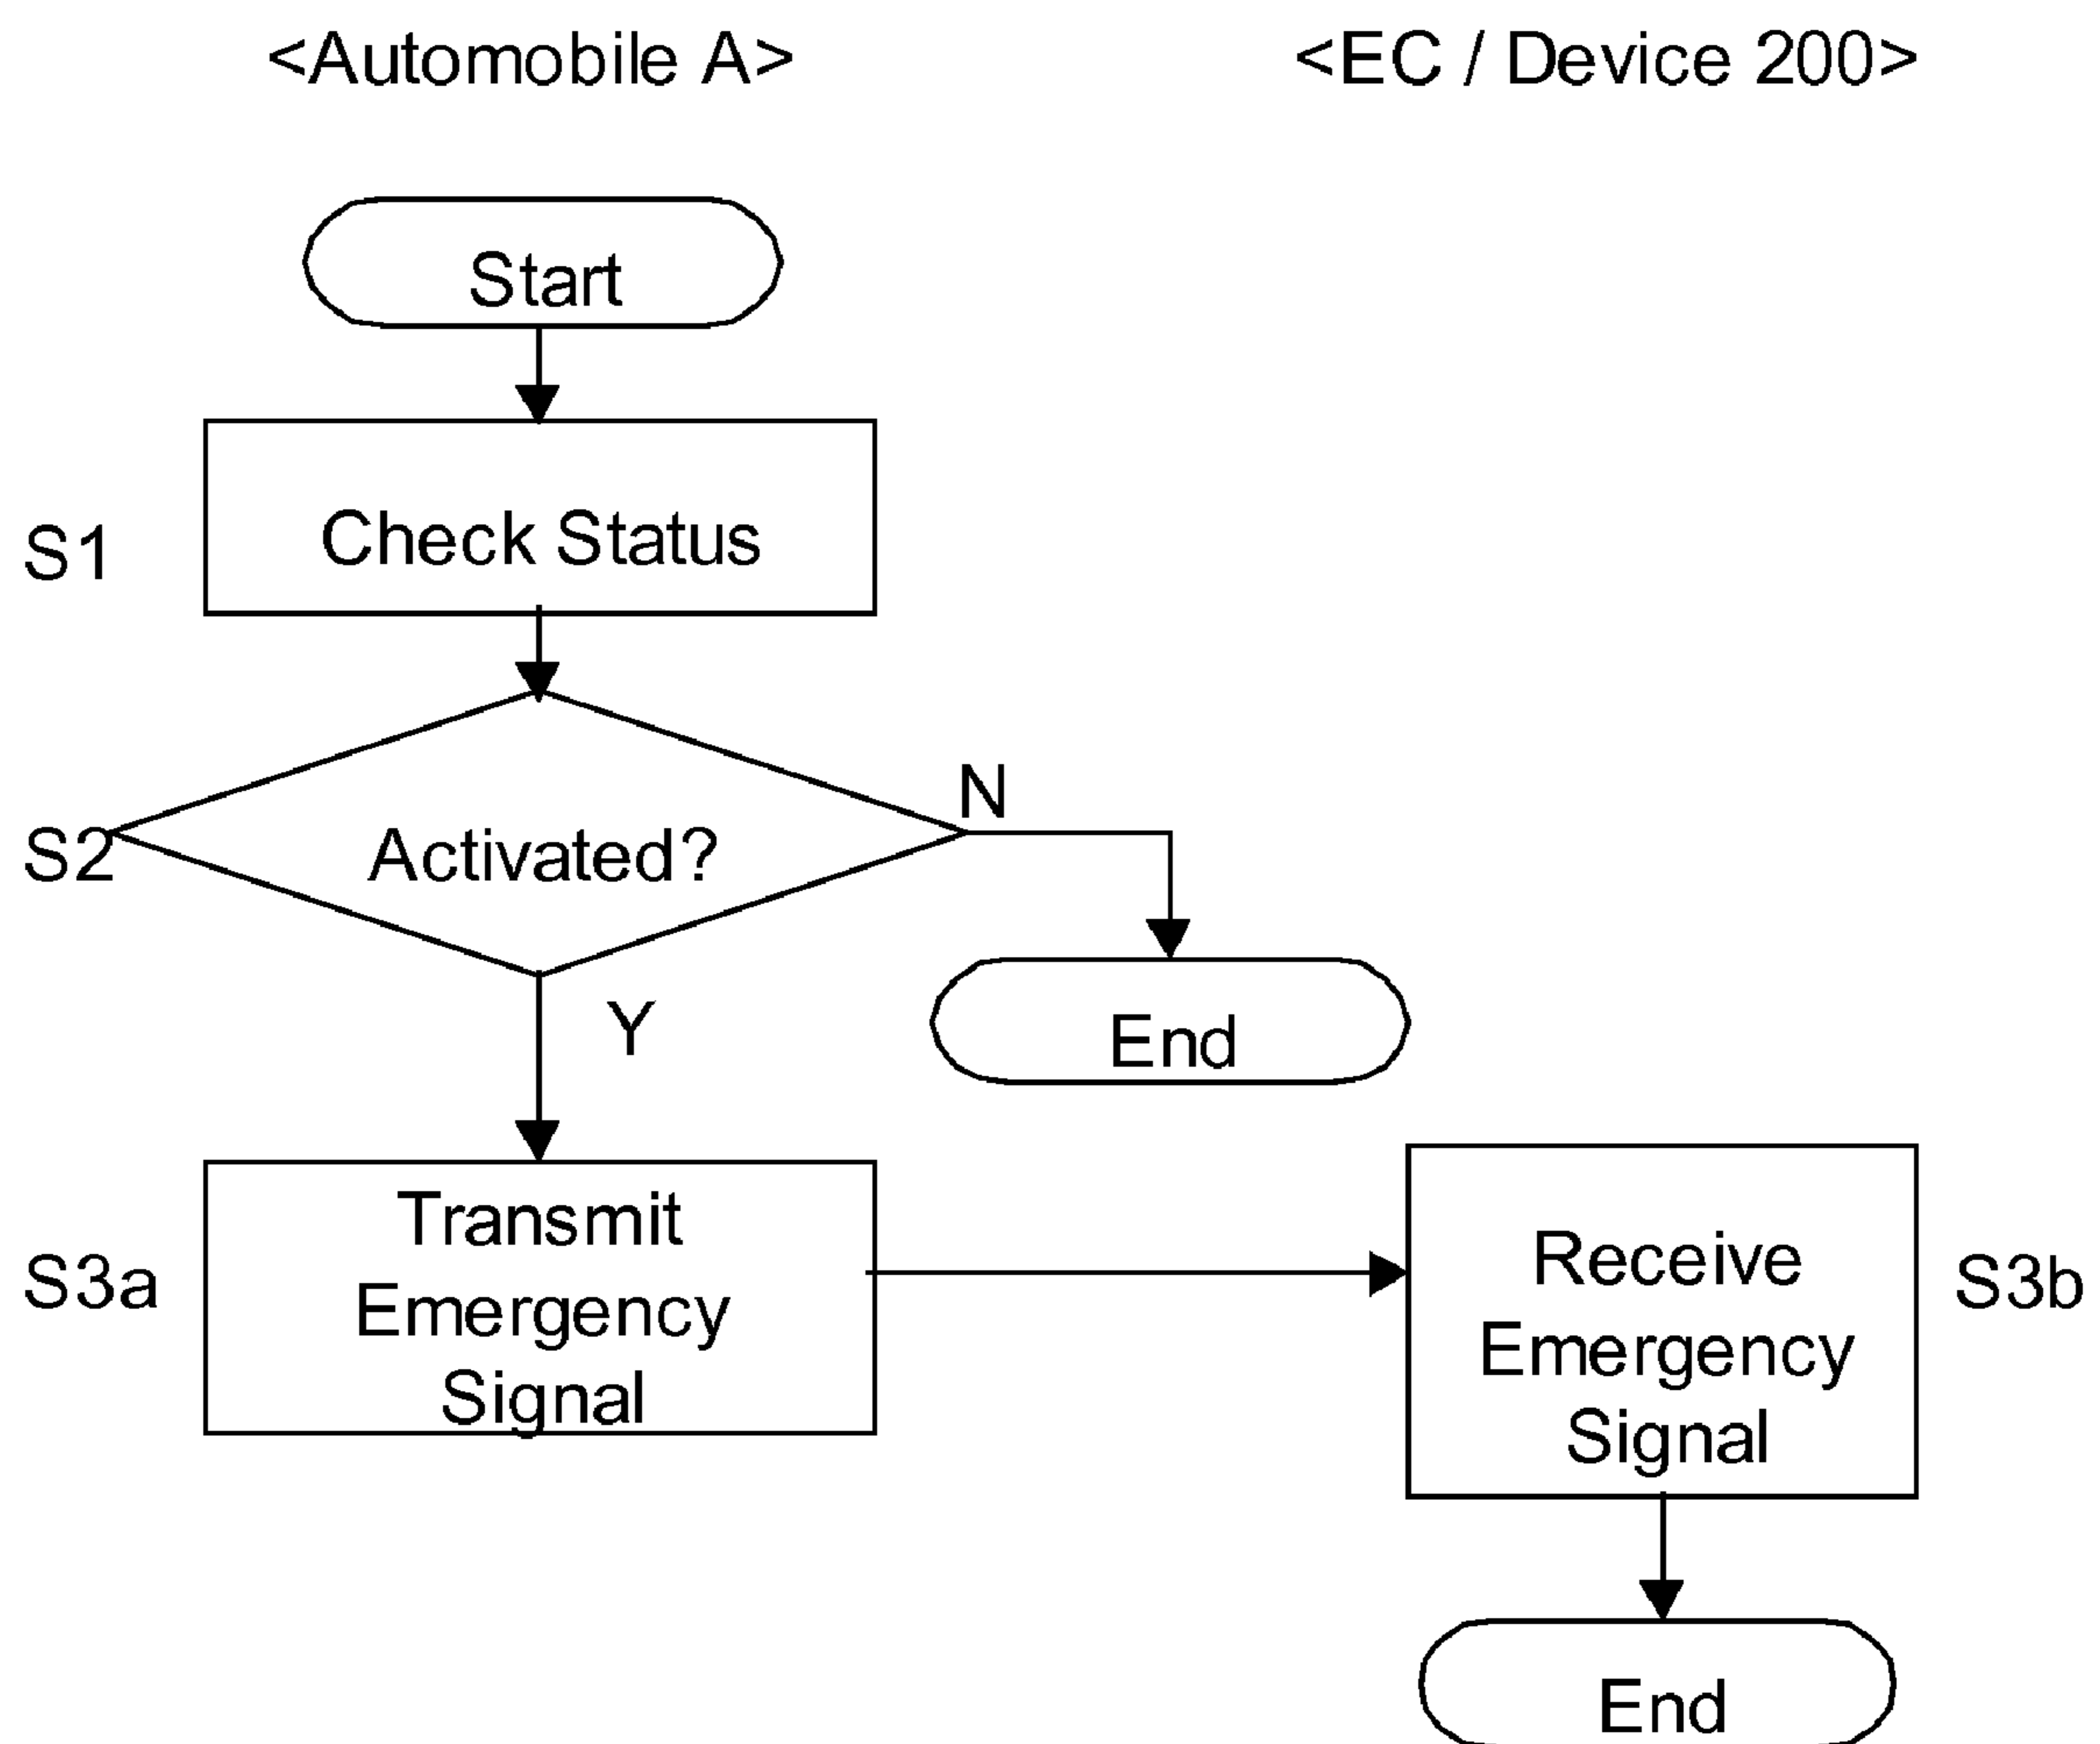 <Automobile A>
<EC / Device 200>
Start
S1
Check Status
S2
Activated?
N
Y
End
S3a
Transmit
Emergency
Signal
Receive
Emergency
Signal
S3b
End